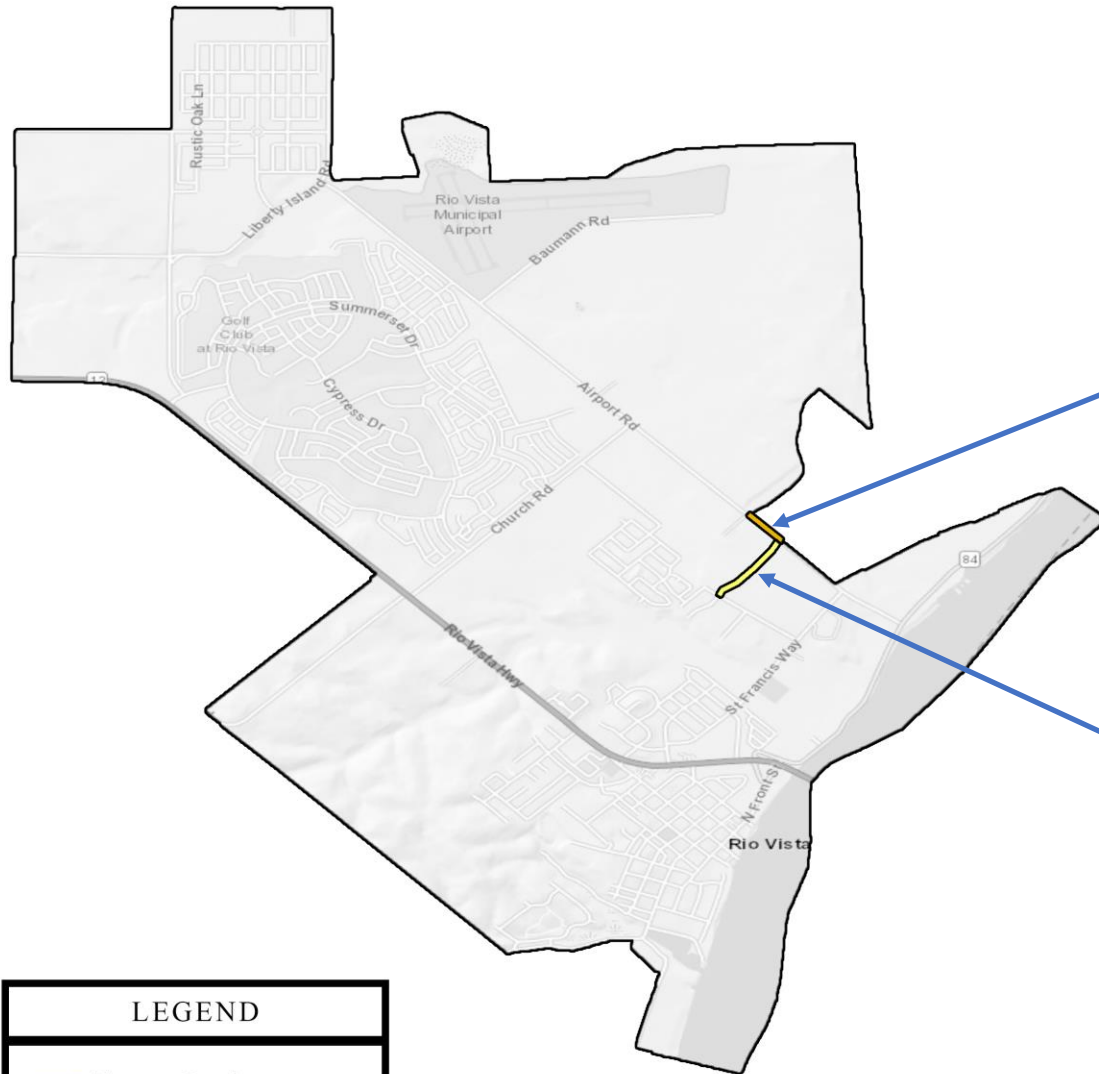 Rustic Oak Ln
Liberty Island Rd
Rio Vista
Municipal
Airport
Baumann Rd
Summerset Dr
Golf
Club
at Rio Vista
12
Cypress Dr
Airport Rd
Church Rd
84
Rio Vista Hwy
St Francis Way
N Front St
Rio Vista
LEGEND